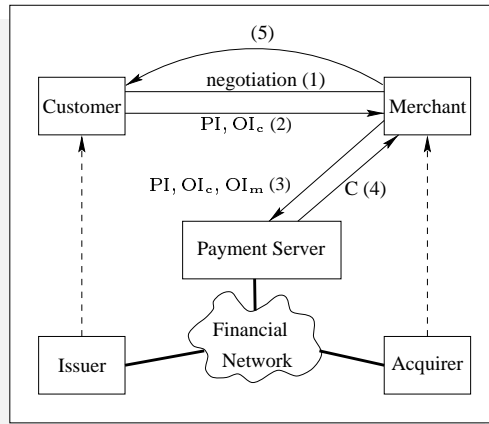 (5)
negotiation (1)
Customer
Merchant
PI, OIc (2)
PI, OIc, OIm (3)
C (4)
Payment Server
Financial
Network
Issuer
Acquirer